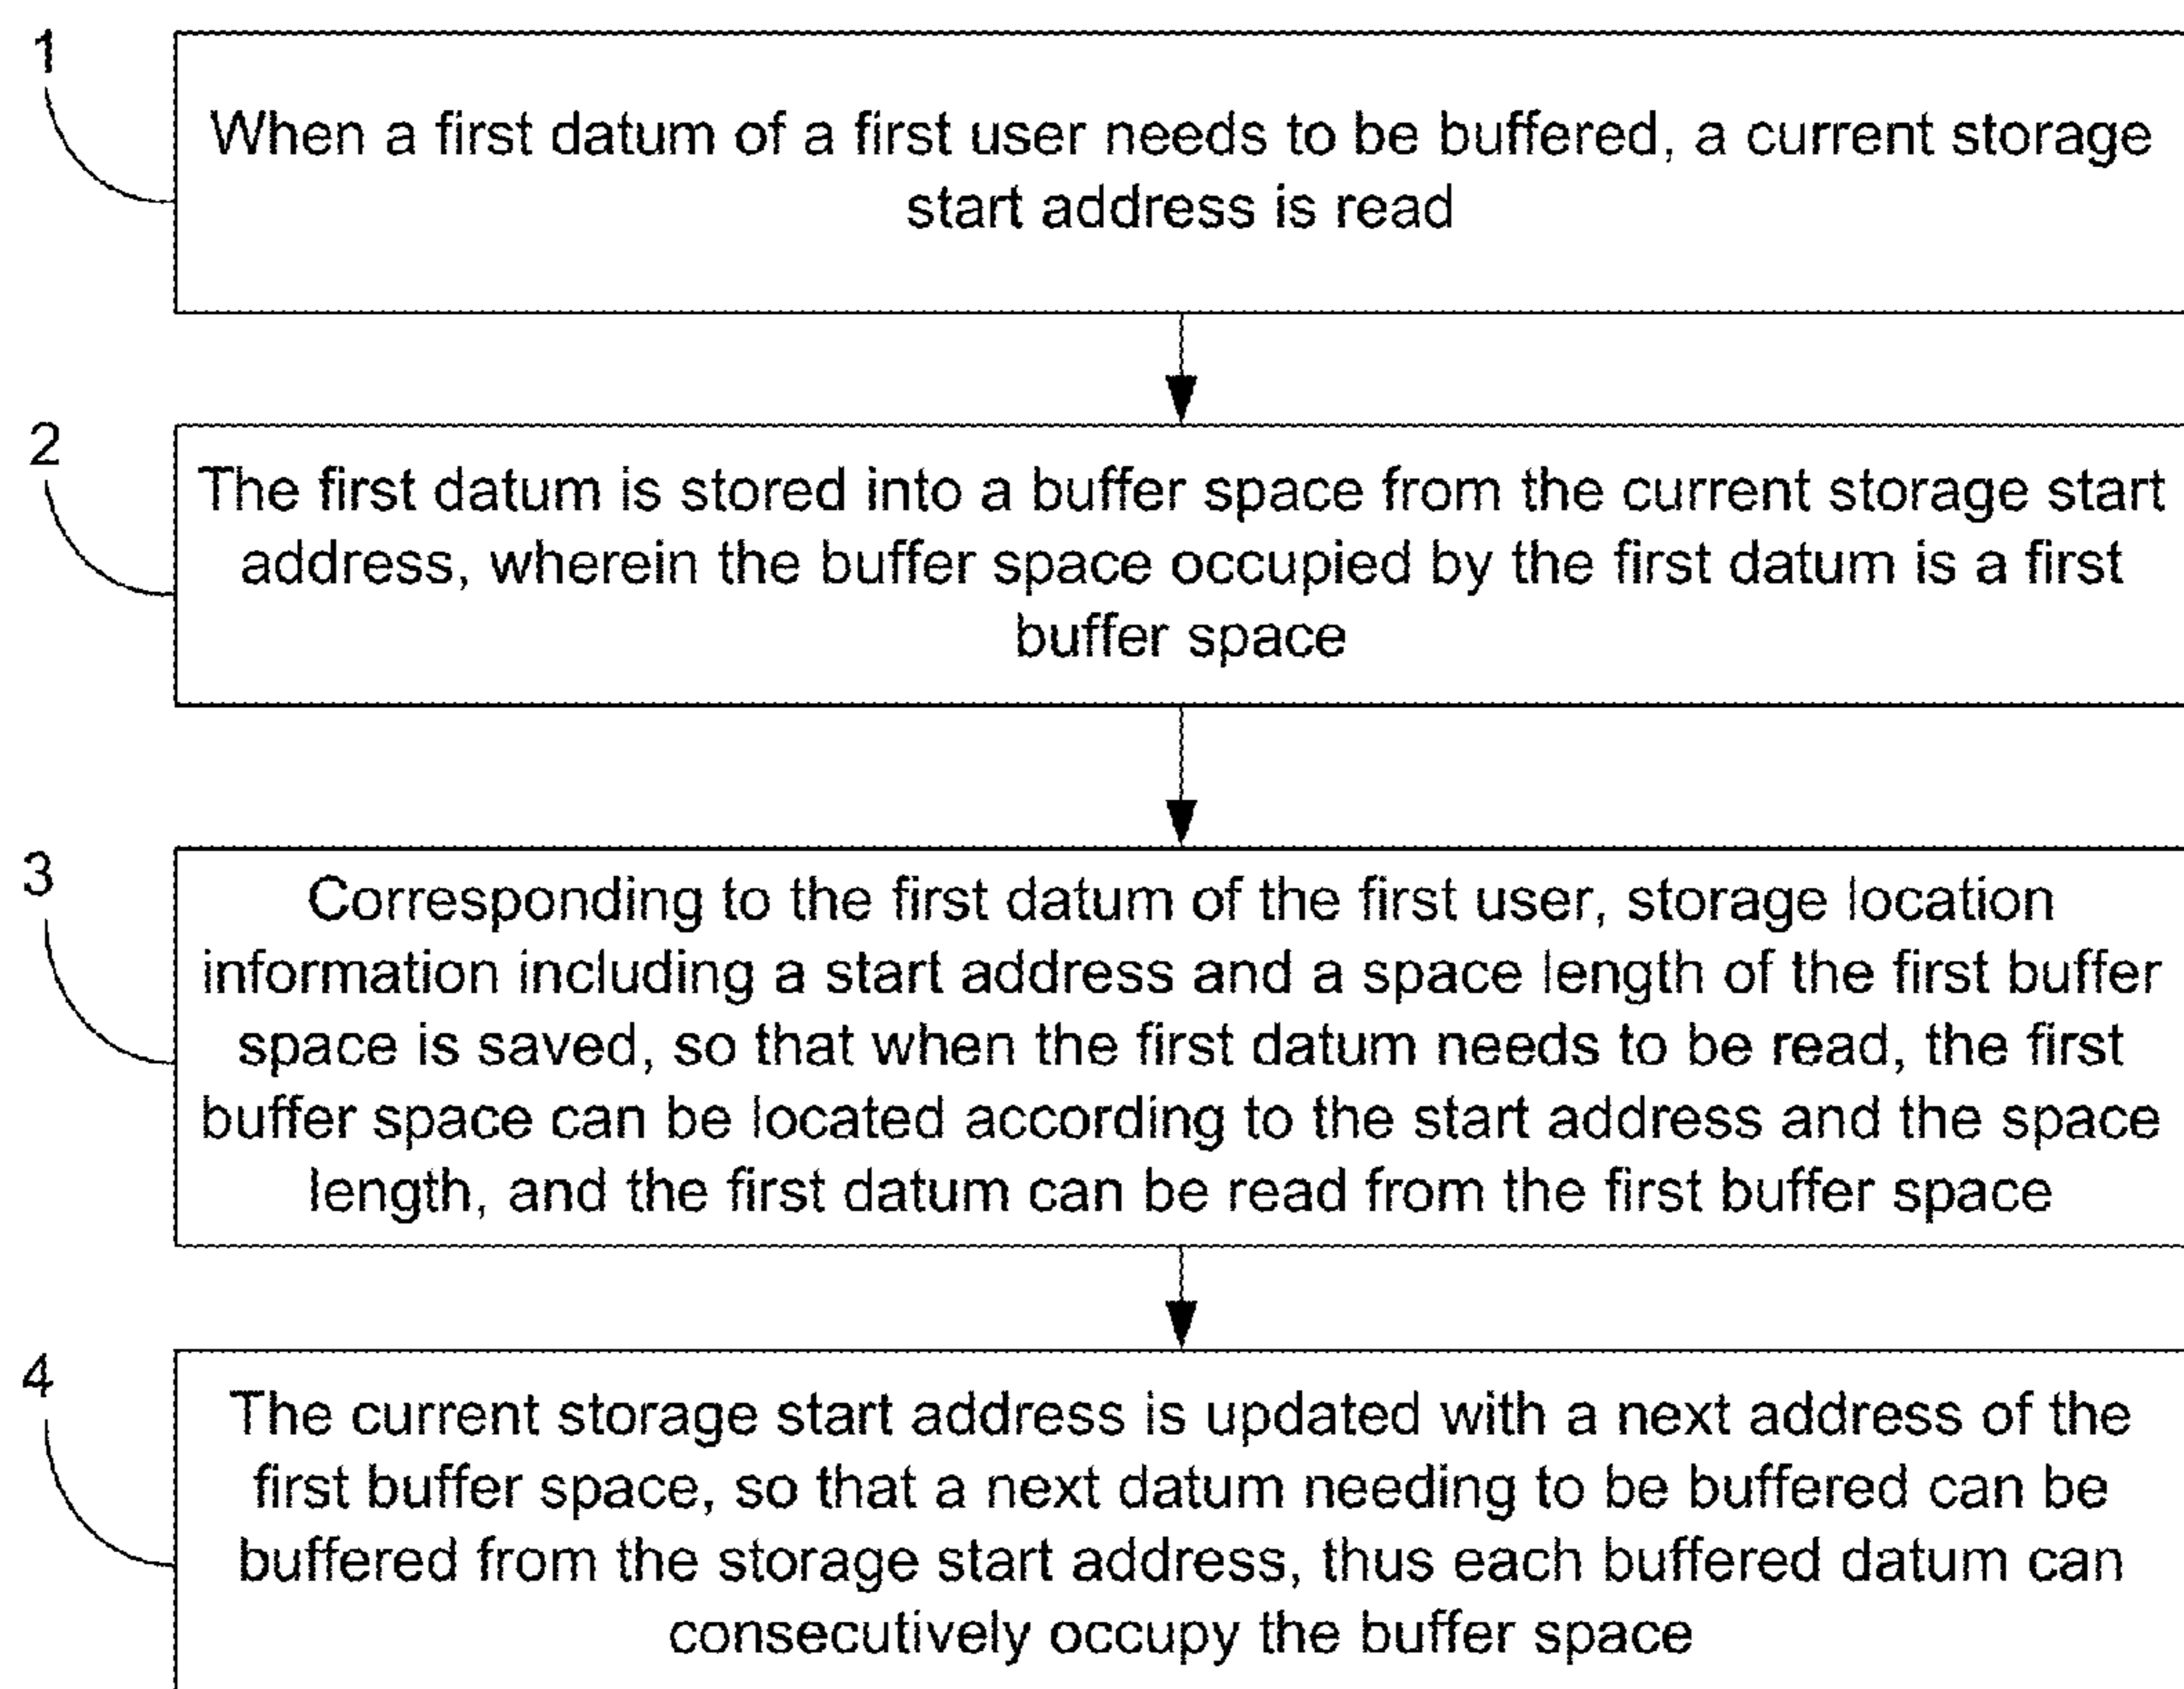 1
When a first datum of a first user needs to be buffered, a current storage
start address is read
2
The first datum is stored into a buffer space from the current storage start
address, wherein the buffer space occupied by the first datum is a first
buffer space
3
Corresponding to the first datum of the first user, storage location
information including a start address and a space length of the first buffer
space is saved, so that when the first datum needs to be read, the first
buffer space can be located according to the start address and the space
length, and the first datum can be read from the first buffer space
4
The current storage start address is updated with a next address of the
first buffer space, so that a next datum needing to be buffered can be
buffered from the storage start address, thus each buffered datum can
consecutively occupy the buffer space